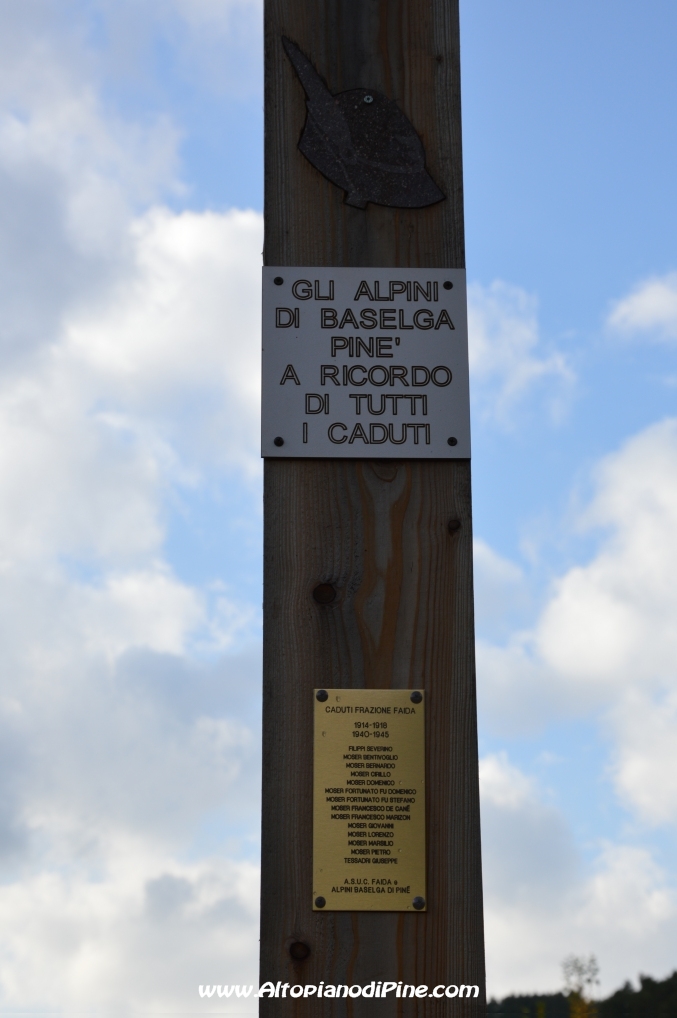 GLI ALPINI
DI BASELGA
PINE'
A RICORDO
DI TUTTI
I CADUTI
CADUTI FRAZIONE FAIDA
1914-1918
1940-1945
FILIPPI SEVERINO
MOSER BENTIVOGLIO
MOSER BERNARDO
MOSER CIRILLO
MOSER DOMENICO
MOSER FORTUNATO FU DOMENICO
MOSER FORTUNATO FU STEFANO
MOSER FRANCESCO DE CANÈ
MOSER FRANCESCO MARIZON
MOSER GIOVANNI
MOSER LORENZO
MOSER MARSILIO
MOSER PIETRO
TESSADRI GIUSEPPE
A.S.U.C. FAIDA e
ALPINI BASELGA DI PINÈ
www.AltopianodiPine.com